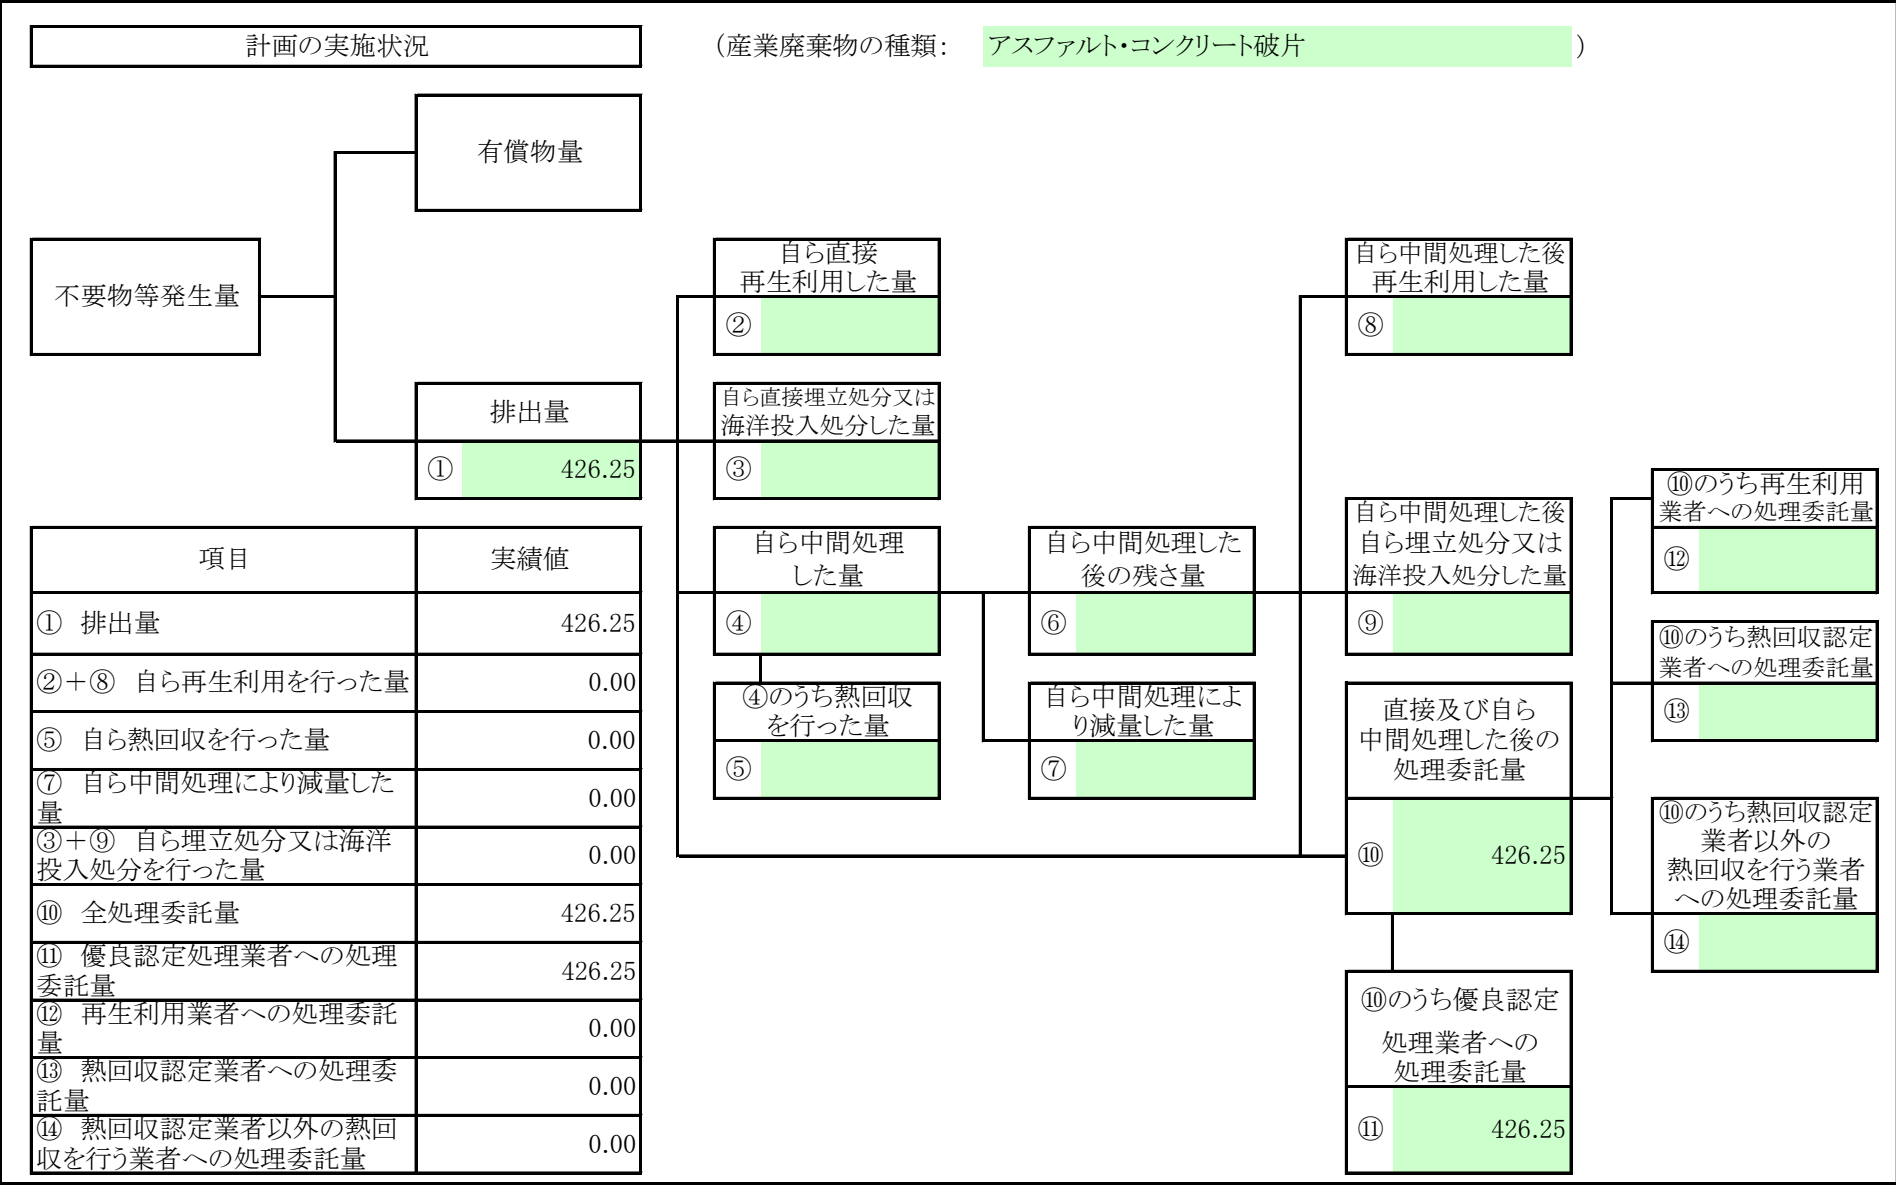 計画の実施状況
（産業廃棄物の種類： アスファルト・コンクリート破片 ）
有償物量
不要物等発生量
自ら直接
再生利用した量
②
自ら中間処理した後
再生利用した量
⑧
排出量
① 426.25
自ら直接埋立処分又は
海洋投入処分した量
③
自ら中間処理
した量
④
自ら中間処理した
後の残さ量
⑥
自ら中間処理した後
自ら埋立処分又は
海洋投入処分した量
⑨
⑩のうち再生利用
業者への処理委託量
⑫
⑩のうち熱回収認定
業者への処理委託量
⑬
④のうち熱回収
を行った量
⑤
自ら中間処理によ
り減量した量
⑦
直接及び自ら
中間処理した後の
処理委託量
⑩ 426.25
⑩のうち熱回収認定
業者以外の
熱回収を行う業者
への処理委託量
⑭
⑩のうち優良認定
処理業者への
処理委託量
⑪ 426.25
項目 実績値
① 排出量 426.25
②＋⑧ 自ら再生利用を行った量 0.00
⑤ 自ら熱回収を行った量 0.00
⑦ 自ら中間処理により減量した
量 0.00
③＋⑨ 自ら埋立処分又は海洋
投入処分を行った量 0.00
⑩ 全処理委託量 426.25
⑪ 優良認定処理業者への処理
委託量 426.25
⑫ 再生利用業者への処理委託
量 0.00
⑬ 熱回収認定業者への処理委
託量 0.00
⑭ 熱回収認定業者以外の熱回
収を行う業者への処理委託量 0.00